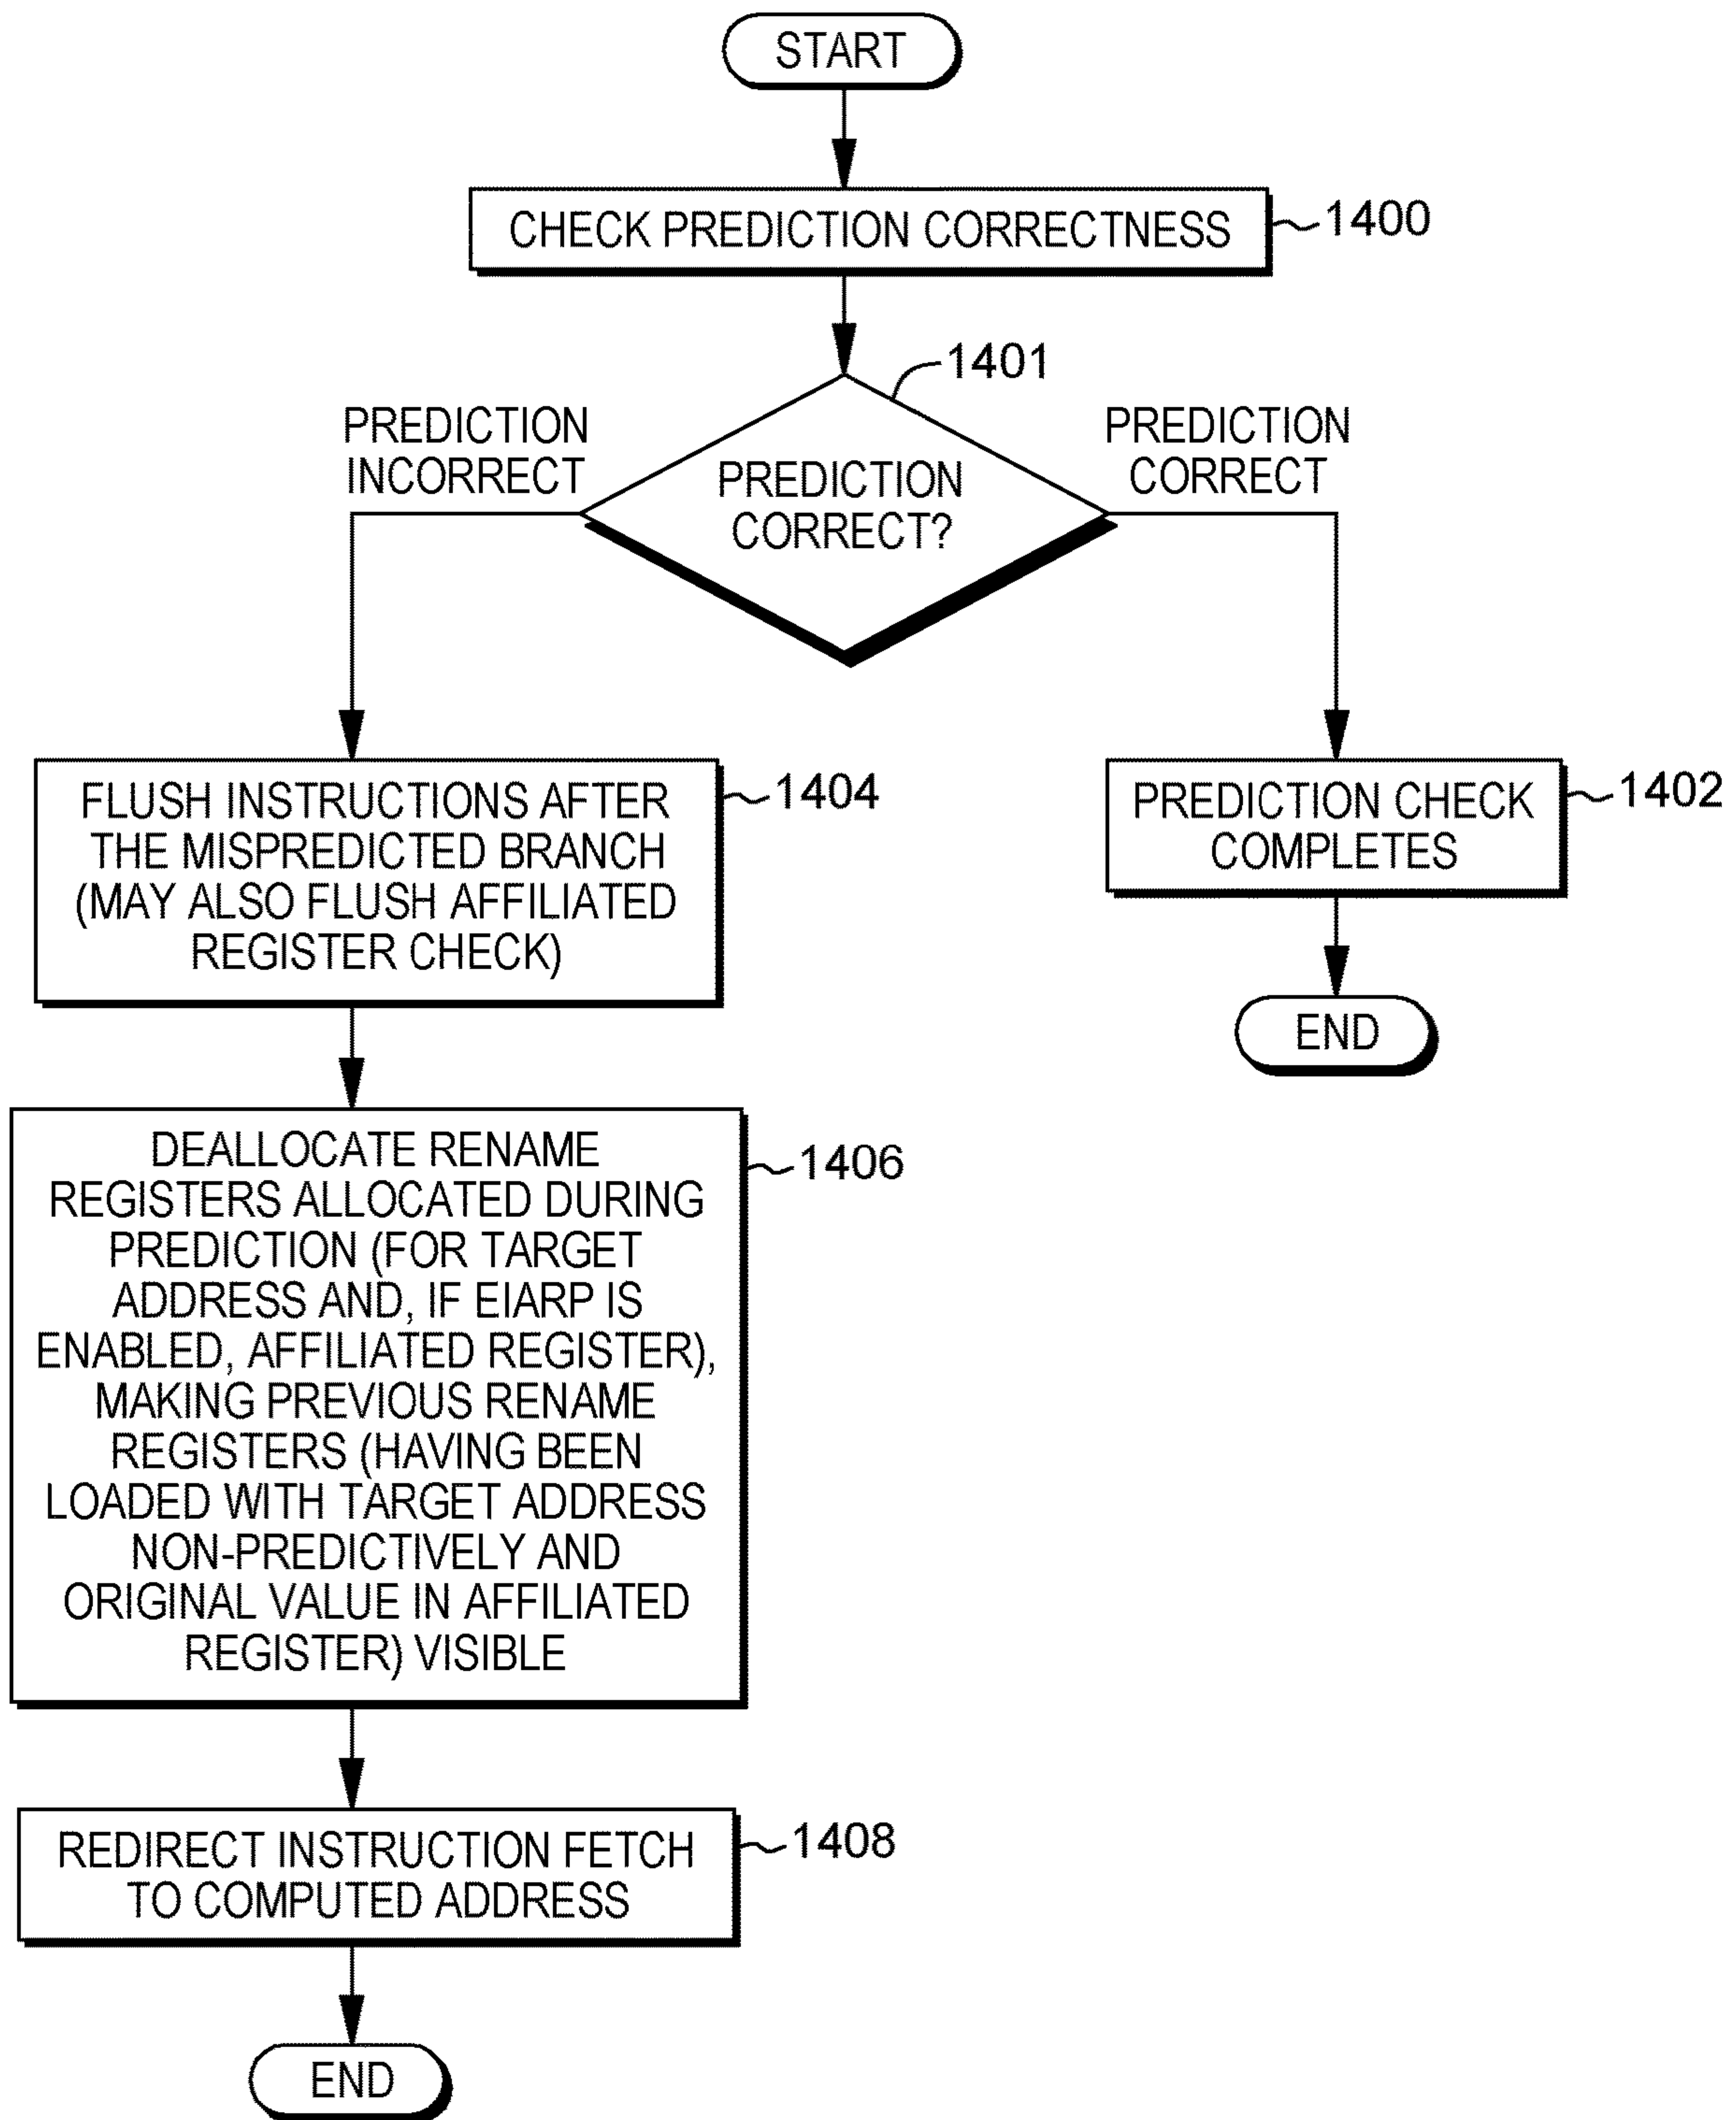 START
CHECK PREDICTION CORRECTNESS
1400
1401
PREDICTION
INCORRECT
PREDICTION
CORRECT?
PREDICTION
CORRECT
FLUSH INSTRUCTIONS AFTER
THE MISPREDICTED BRANCH
(MAY ALSO FLUSH AFFILIATED
REGISTER CHECK)
1404
PREDICTION CHECK
COMPLETES
1402
END
DEALLOCATE RENAME
REGISTERS ALLOCATED DURING
PREDICTION (FOR TARGET
ADDRESS AND, IF EIARP IS
ENABLED, AFFILIATED REGISTER),
MAKING PREVIOUS RENAME
REGISTERS (HAVING BEEN
LOADED WITH TARGET ADDRESS
NON-PREDICTIVELY AND
ORIGINAL VALUE IN AFFILIATED
REGISTER) VISIBLE
1406
REDIRECT INSTRUCTION FETCH
TO COMPUTED ADDRESS
1408
END